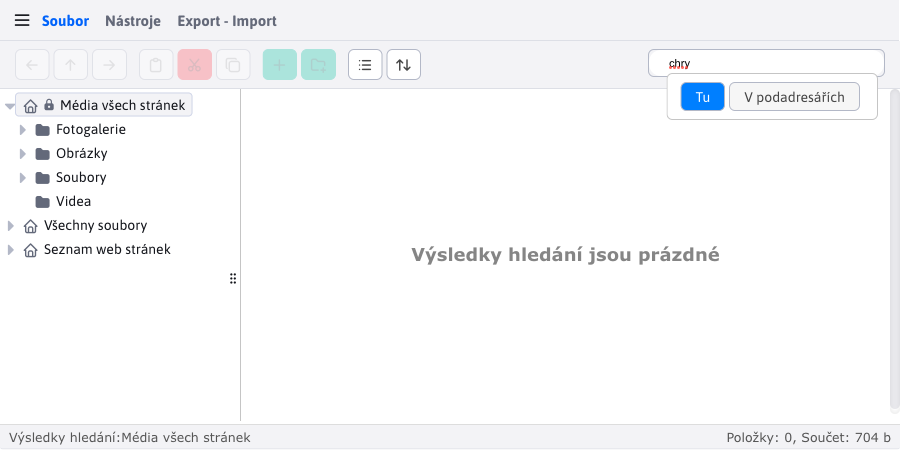 Soubor Nástroje Export - Import
chry
Tu V podadresářích
Média všech stránek
Fotogalerie
Obrázky
Soubory
Videa
Všechny soubory
Seznam web stránek
Výsledky hledání jsou prázdné
Výsledky hledání:Média všech stránek Položky: 0, Součet: 704 b